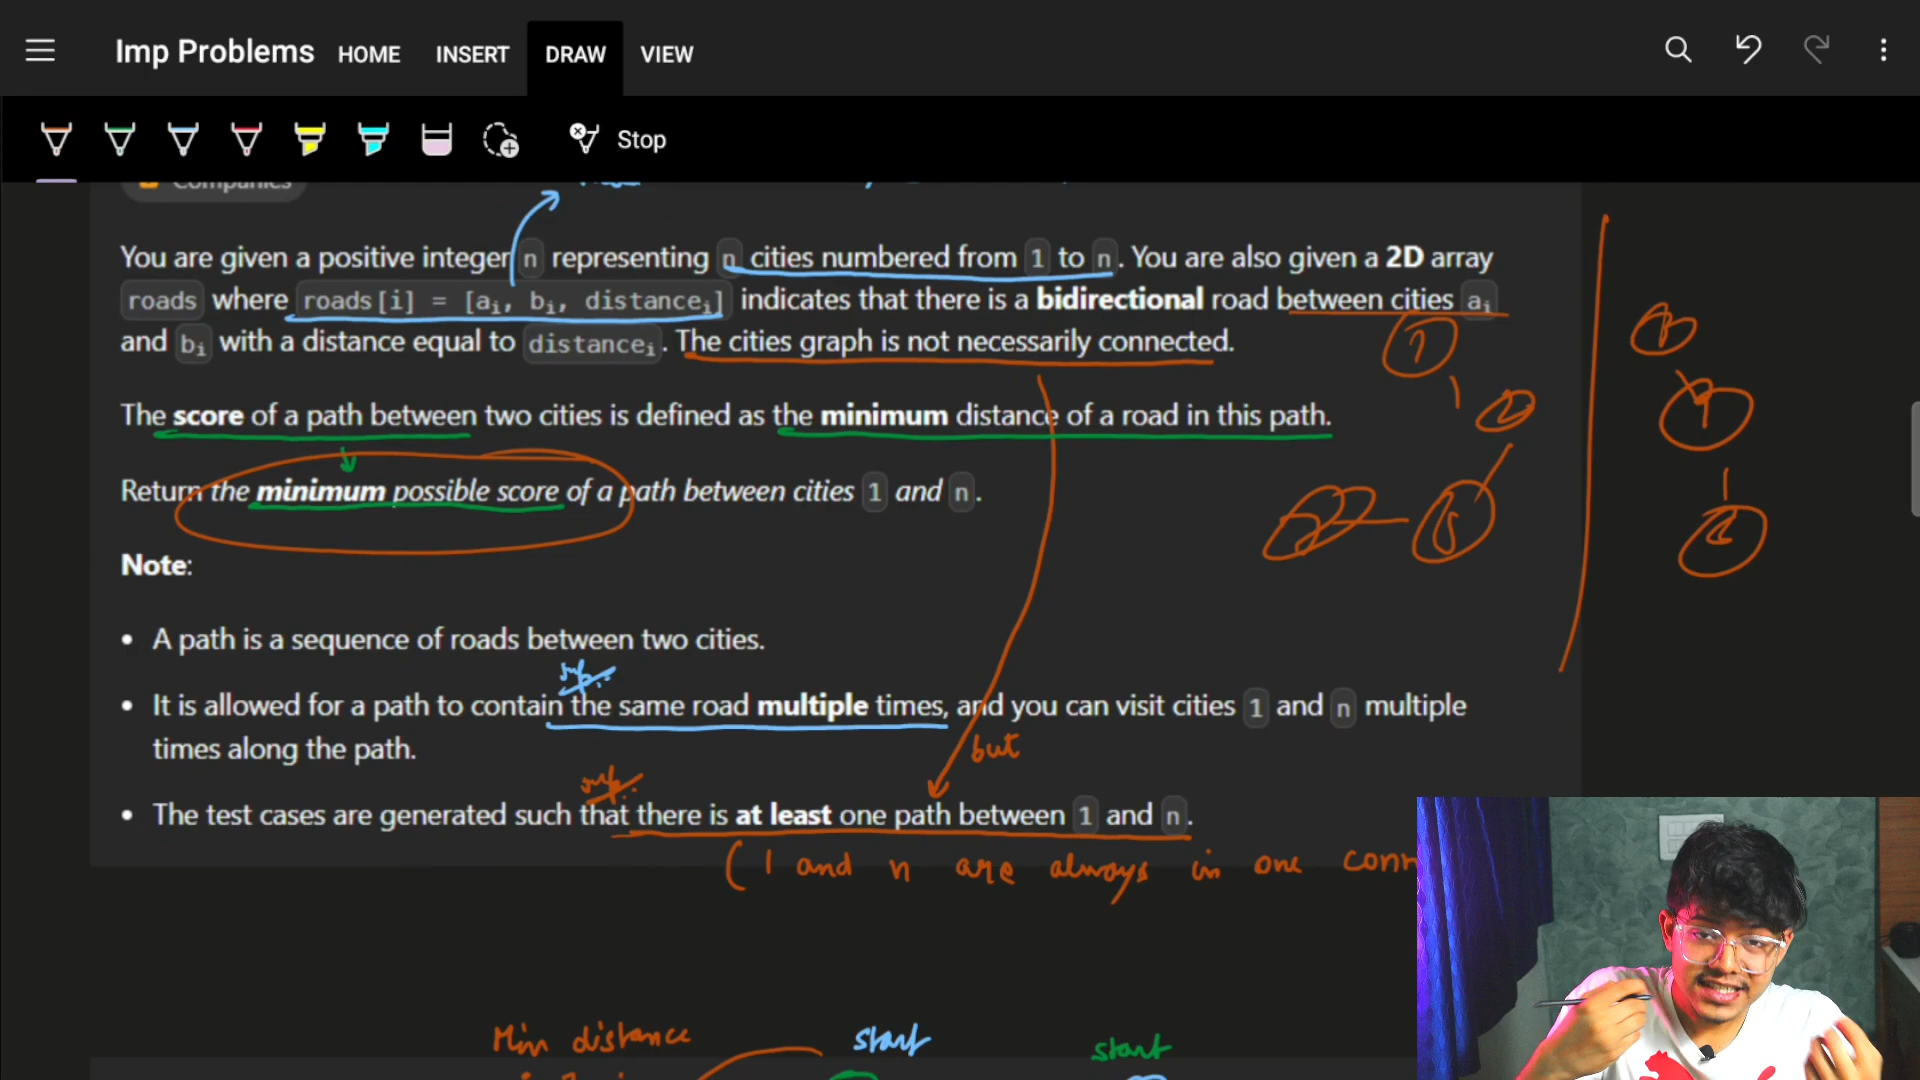 Imp Problems HOME INSERT DRAW VIEW
Stop
Companies
You are given a positive integer n representing n cities numbered from 1 to n. You are also given a 2D array
roads where roads[i] = [ai, bi, distancei] indicates that there is a bidirectional road between cities ai
and bi with a distance equal to distancei. The cities graph is not necessarily connected.
The score of a path between two cities is defined as the minimum distance of a road in this path.
Return the minimum possible score of a path between cities 1 and n.
Note:
• A path is a sequence of roads between two cities.
• It is allowed for a path to contain the same road multiple times, and you can visit cities 1 and n multiple
times along the path.
but
• The test cases are generated such that there is at least one path between 1 and n.
( 1 and n are always in one conn
Min distance start start